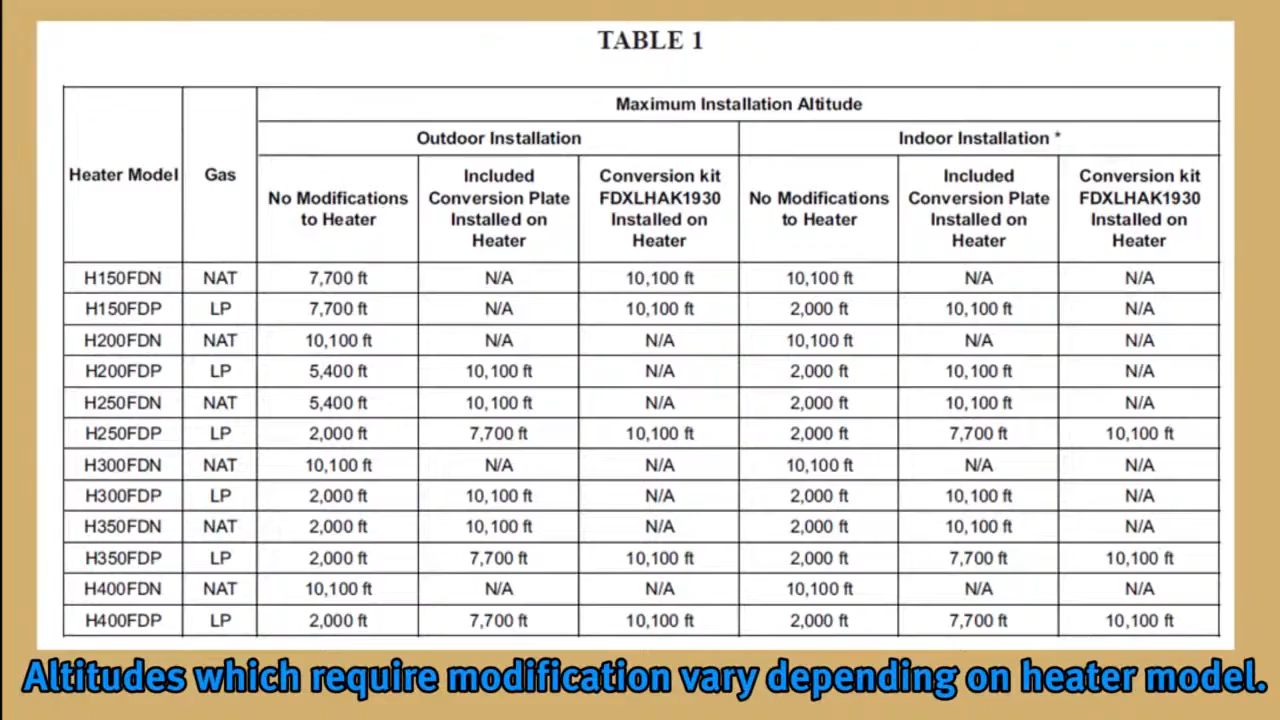 TABLE 1
Maximum Installation Altitude
Outdoor Installation Indoor Installation *
Heater Model Gas
No Modifications to Heater
Included Conversion Plate Installed on Heater
Conversion kit FDXLHAK1930 Installed on Heater
No Modifications to Heater
Included Conversion Plate Installed on Heater
Conversion kit FDXLHAK1930 Installed on Heater
H150FDN NAT 7,700 ft N/A 10,100 ft 10,100 ft N/A N/A
H150FDP LP 7,700 ft N/A 10,100 ft 2,000 ft 10,100 ft N/A
H200FDN NAT 10,100 ft N/A N/A 10,100 ft N/A N/A
H200FDP LP 5,400 ft 10,100 ft N/A 2,000 ft 10,100 ft N/A
H250FDN NAT 5,400 ft 10,100 ft N/A 2,000 ft 10,100 ft N/A
H250FDP LP 2,000 ft 7,700 ft 10,100 ft 2,000 ft 7,700 ft 10,100 ft
H300FDN NAT 10,100 ft N/A N/A 10,100 ft N/A N/A
H300FDP LP 2,000 ft 10,100 ft N/A 2,000 ft 10,100 ft N/A
H350FDN NAT 2,000 ft 10,100 ft N/A 2,000 ft 10,100 ft N/A
H350FDP LP 2,000 ft 7,700 ft 10,100 ft 2,000 ft 7,700 ft 10,100 ft
H400FDN NAT 10,100 ft N/A N/A 10,100 ft N/A N/A
H400FDP LP 2,000 ft 7,700 ft 10,100 ft 2,000 ft 7,700 ft 10,100 ft
Altitudes which require modification vary depending on heater model.